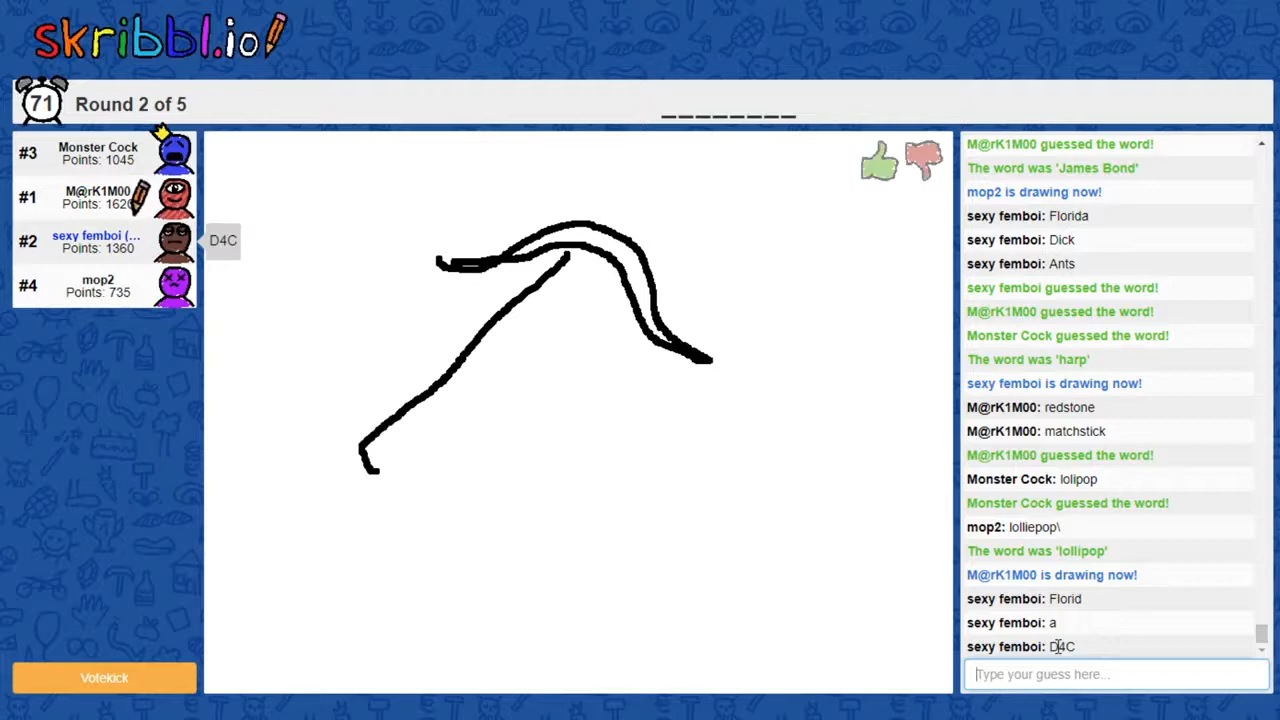 skribbl.io
71
Round 2 of 5
_ _ _ _ _ _ _ _
#3
Monster Cock
Points: 1045
#1
M@rK1M00
Points: 1620
#2
sexy femboi (...
Points: 1360
D4C
#4
mop2
Points: 735
Votekick
M@rK1M00 guessed the word!
The word was 'James Bond'
mop2 is drawing now!
sexy femboi: Florida
sexy femboi: Dick
sexy femboi: Ants
sexy femboi guessed the word!
M@rK1M00 guessed the word!
Monster Cock guessed the word!
The word was 'harp'
sexy femboi is drawing now!
M@rK1M00: redstone
M@rK1M00: matchstick
M@rK1M00 guessed the word!
Monster Cock: lolipop
Monster Cock guessed the word!
mop2: lolliepop\
The word was 'lollipop'
M@rK1M00 is drawing now!
sexy femboi: Florid
sexy femboi: a
sexy femboi: D4C
Type your guess here...